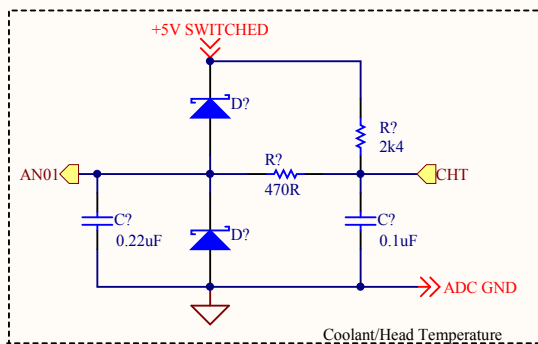 +5V SWITCHED
D?
R?
2k4
AN01
R?
470R
CHT
C?
0.22uF
D?
C?
0.1uF
ADC GND
Coolant/Head Temperature